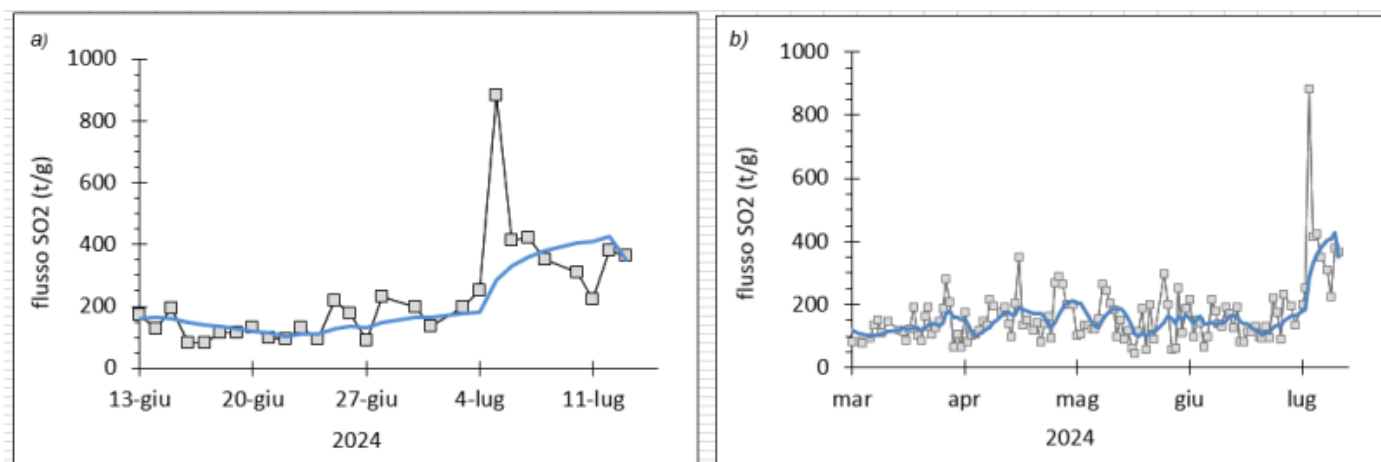 a)
flusso SO2 (t/g)
1000
800
600
400
200
0
13-giu 20-giu 27-giu 4-lug 11-lug
2024
b)
flusso SO2 (t/g)
1000
800
600
400
200
0
mar apr mag giu lug
2024